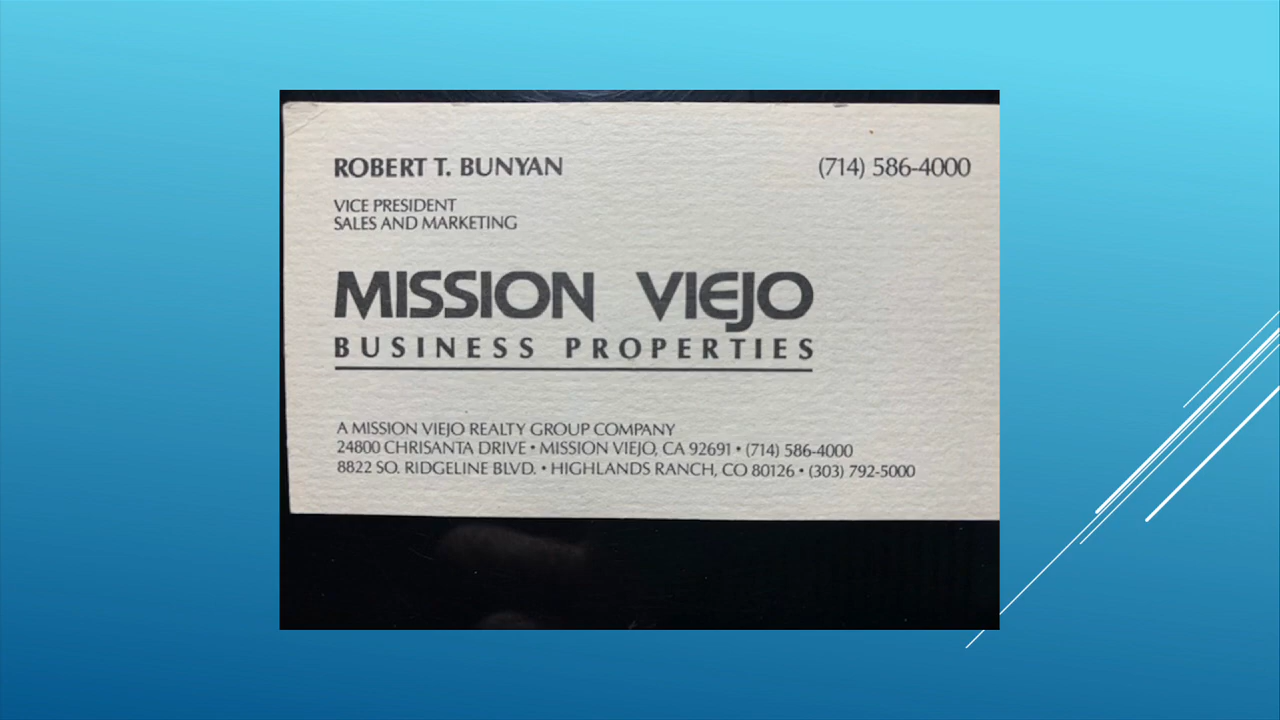 ROBERT T. BUNYAN
(714) 586-4000
VICE PRESIDENT
SALES AND MARKETING
MISSION VIEJO
BUSINESS PROPERTIES
A MISSION VIEJO REALTY GROUP COMPANY
24800 CHRISANTA DRIVE • MISSION VIEJO, CA 92691 • (714) 586-4000
8822 SO. RIDGELINE BLVD. • HIGHLANDS RANCH, CO 80126 • (303) 792-5000